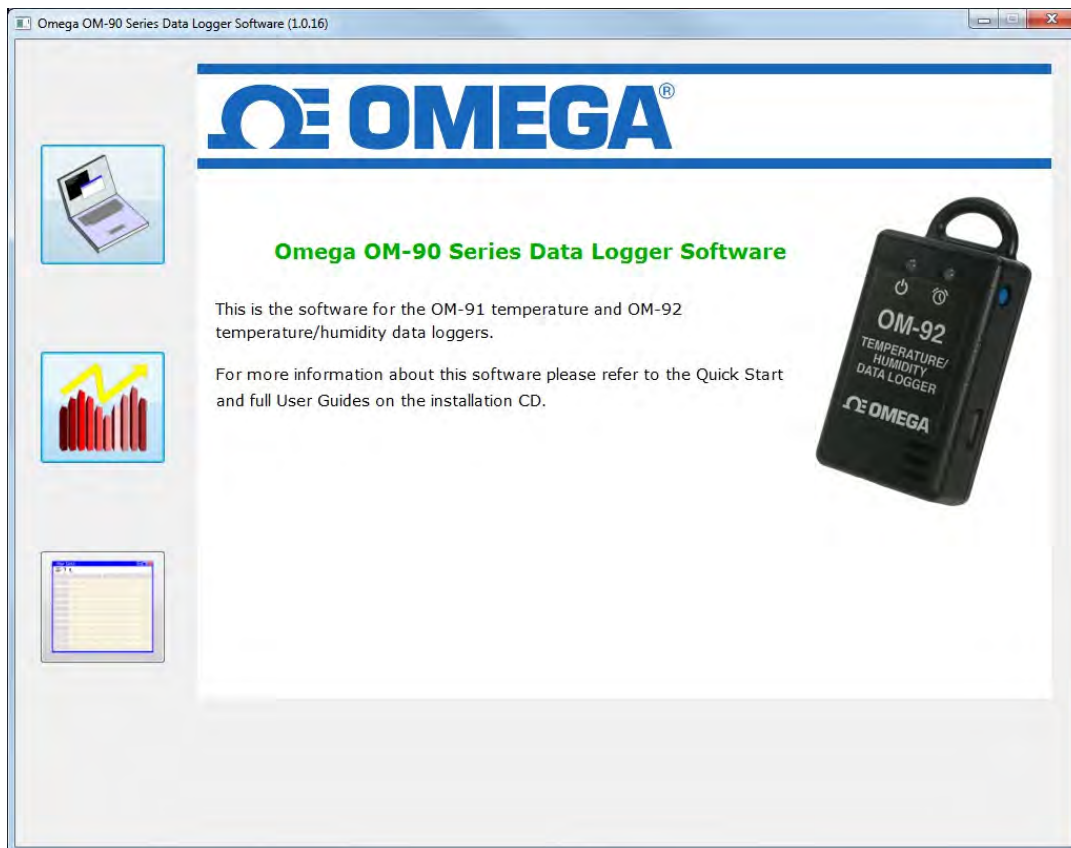 Omega OM-90 Series Data Logger Software (1.0.16)
OMEGA®
Omega OM-90 Series Data Logger Software
This is the software for the OM-91 temperature and OM-92
temperature/humidity data loggers.
For more information about this software please refer to the Quick Start
and full User Guides on the installation CD.
OM-92
TEMPERATURE/
HUMIDITY
DATA LOGGER
OMEGA